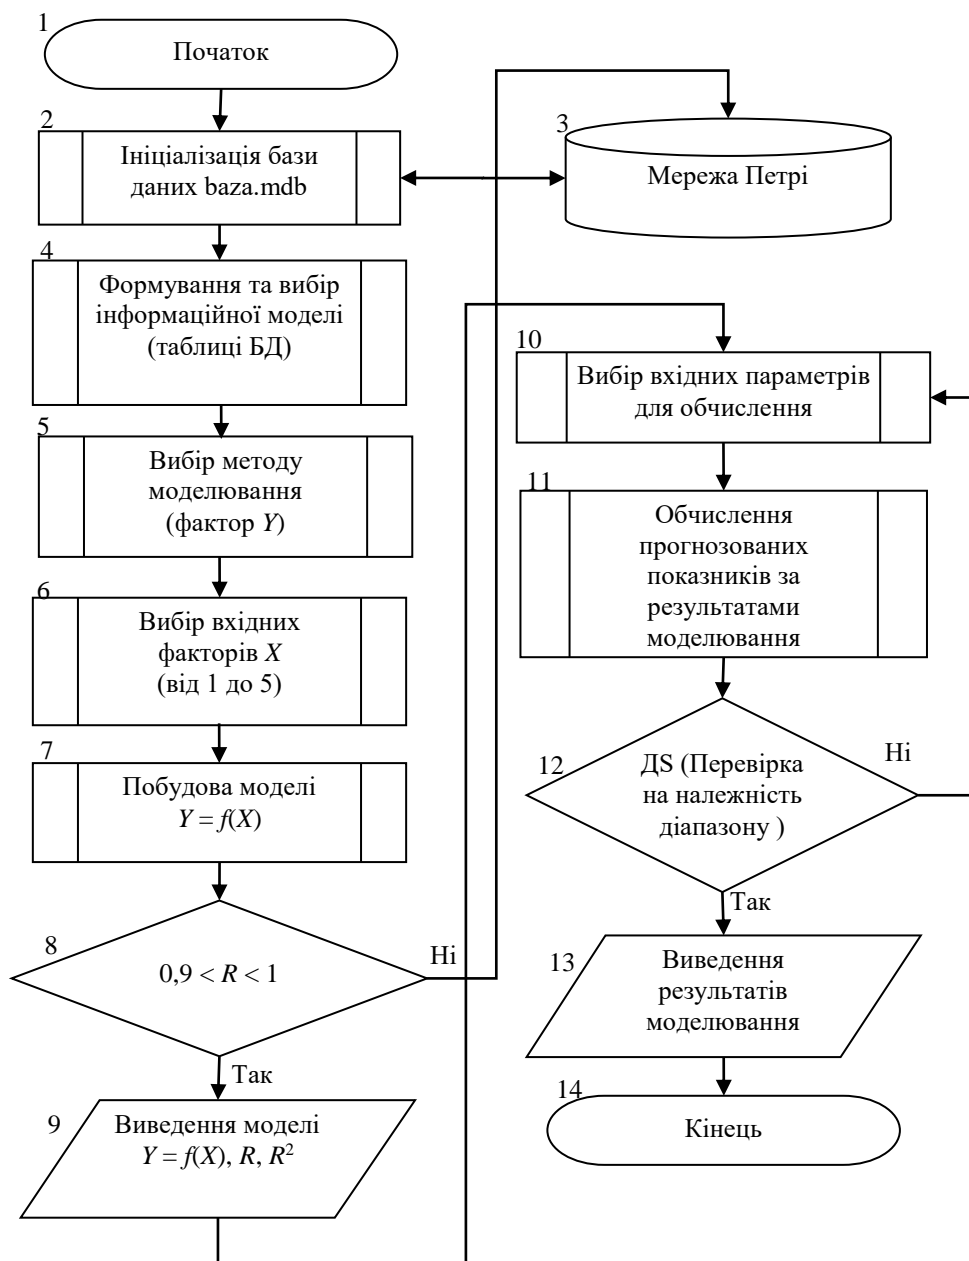 1
Початок
2
Ініціалізація бази
даних baza.mdb
3
Мережа Петрі
4
Формування та вибір
інформаційної моделі
(таблиці БД)
5
Вибір методу
моделювання
(фактор Y)
6
Вибір вхідних
факторів X
(від 1 до 5)
7
Побудова моделі
Y = f(X)
8
0,9 < R < 1
Ні
Так
9
Виведення моделі
Y = f(X), R, R²
10
Вибір вхідних параметрів
для обчислення
11
Обчислення
прогнозованих
показників за
результатами
моделювання
12
ДS (Перевірка
на належність
діапазону )
Ні
Так
13
Виведення
результатів
моделювання
14
Кінець